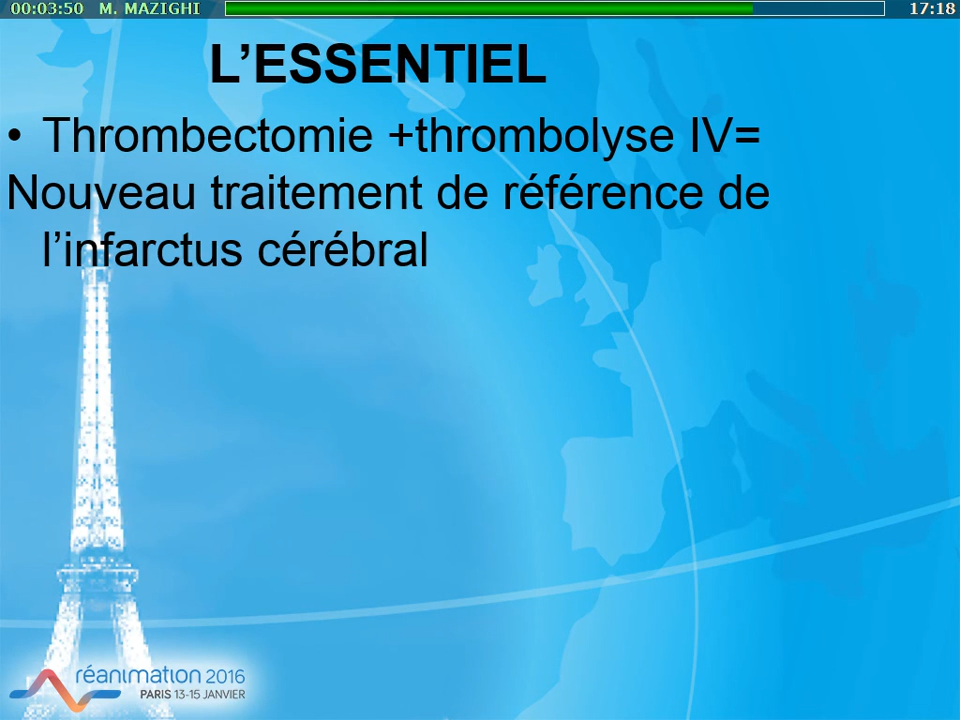 00:03:50 M. MAZIGHI 17:18
L’ESSENTIEL
• Thrombectomie +thrombolyse IV=
Nouveau traitement de référence de
l’infarctus cérébral
réanimation 2016
PARIS 13-15 JANVIER